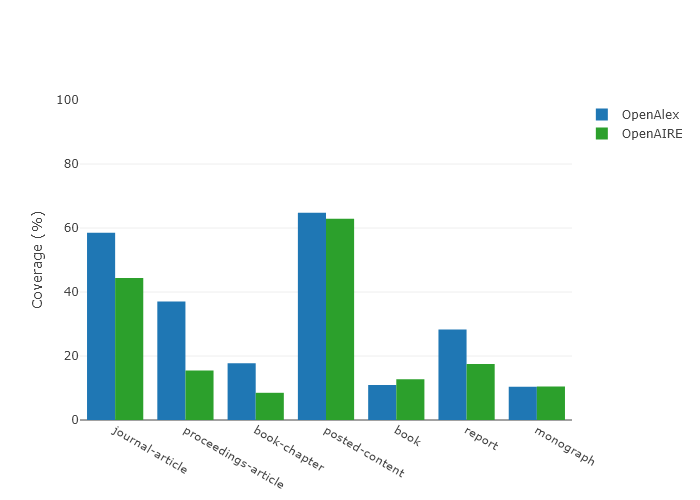 100
80
60
40
20
0
Coverage (%)
OpenAlex
OpenAIRE
journal-article
proceedings-article
book-chapter
posted-content
book
report
monograph